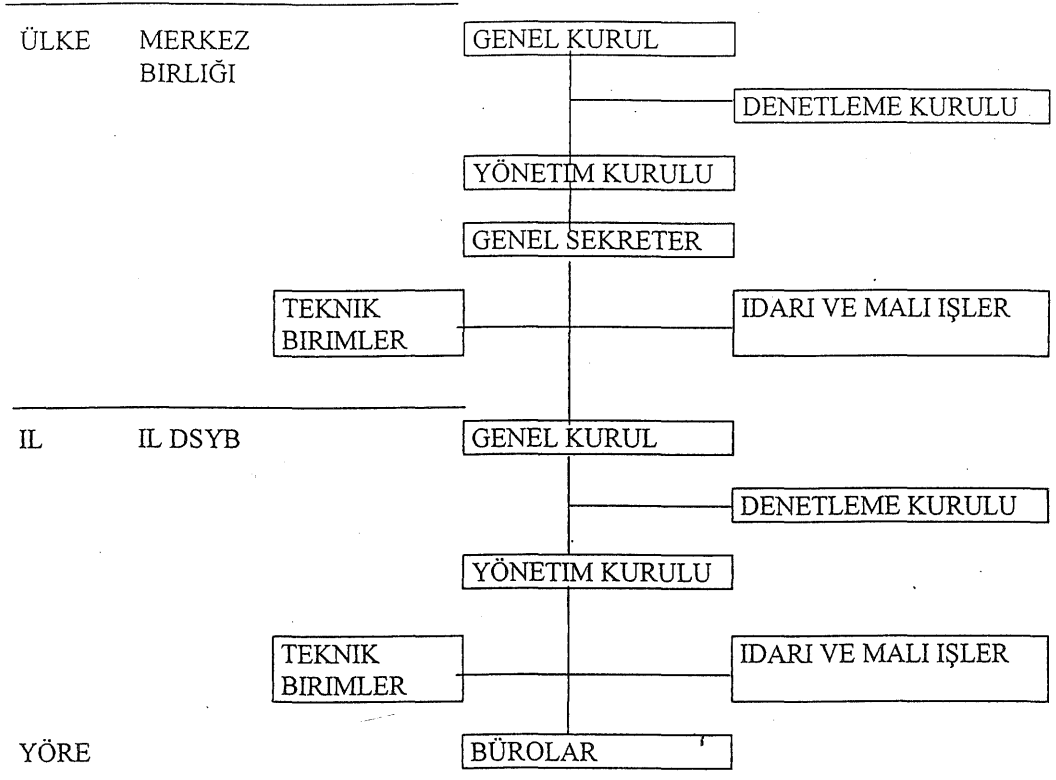 ÜLKE MERKEZ BIRLIĞI
GENEL KURUL
DENETLEME KURULU
YÖNETIM KURULU
GENEL SEKRETER
TEKNIK
BIRIMLER
IDARI VE MALI IŞLER
IL IL DSYB
GENEL KURUL
DENETLEME KURULU
YÖNETIM KURULU
TEKNIK
BIRIMLER
IDARI VE MALI IŞLER
YÖRE
BÜROLAR